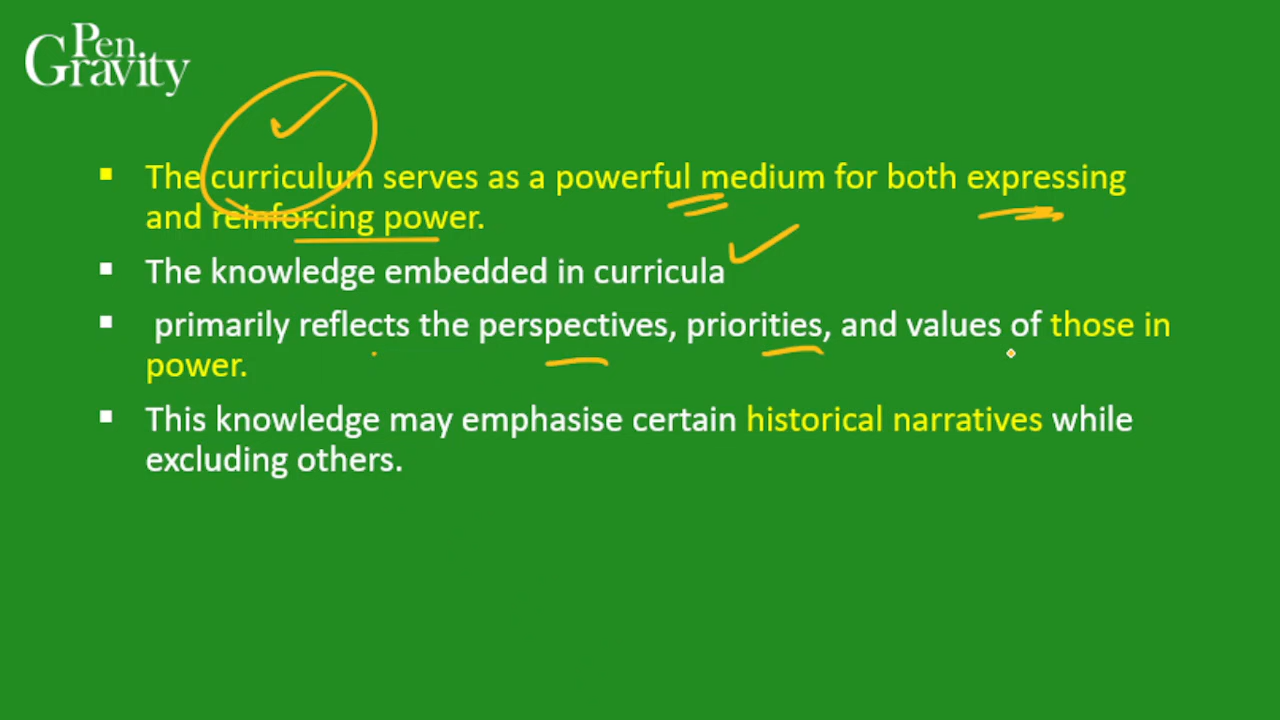 Pen
Gravity
▪ The curriculum serves as a powerful medium for both expressing
and reinforcing power.
▪ The knowledge embedded in curricula
▪ primarily reflects the perspectives, priorities, and values of those in
power.
▪ This knowledge may emphasise certain historical narratives while
excluding others.